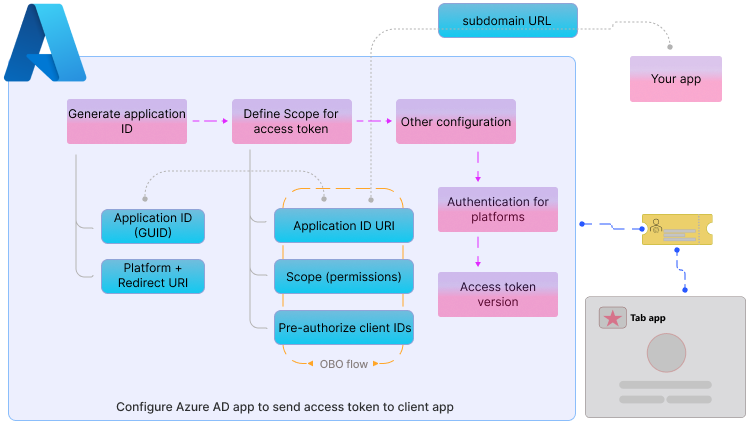 subdomain URL
Your app
Generate application
ID
Define Scope for
access token
Other configuration
Application ID
(GUID)
Platform +
Redirect URI
Application ID URI
Scope (permissions)
Pre-authorize client IDs
OBO flow
Authentication for
platforms
Access token
version
Tab app
Configure Azure AD app to send access token to client app